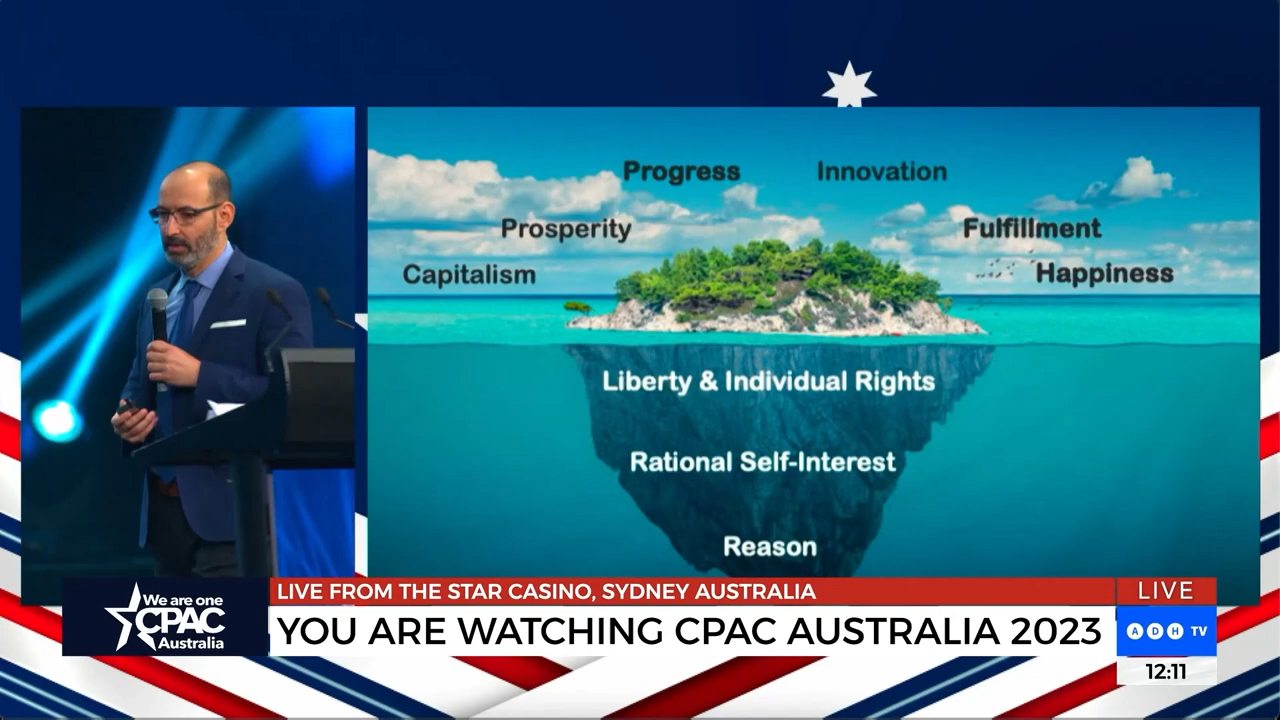 Progress
Innovation
Prosperity
Fulfillment
Capitalism
Happiness
Liberty & Individual Rights
Rational Self-Interest
Reason
We are one
CPAC
Australia
LIVE FROM THE STAR CASINO, SYDNEY AUSTRALIA
YOU ARE WATCHING CPAC AUSTRALIA 2023
LIVE
ADH TV
12:11